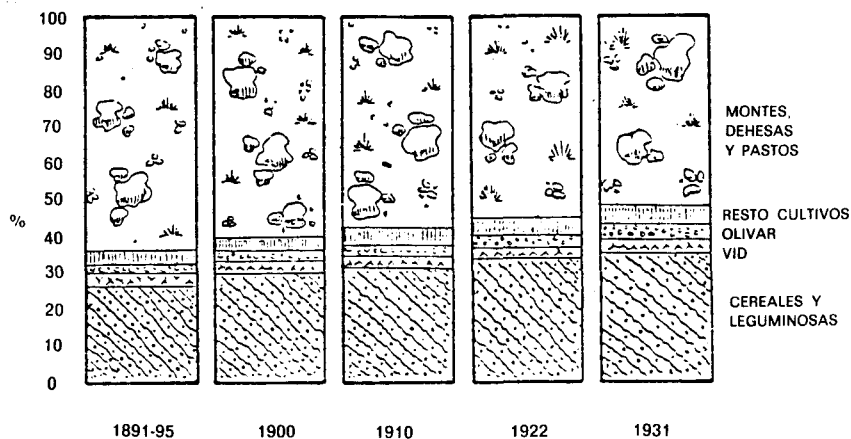 100
90
80
70
60
50
%
40
30
20
10
0
MONTES,
DEHESAS
Y PASTOS
RESTO CULTIVOS
OLIVAR
VID
CEREALES Y
LEGUMINOSAS
1891-95 1900 1910 1922 1931